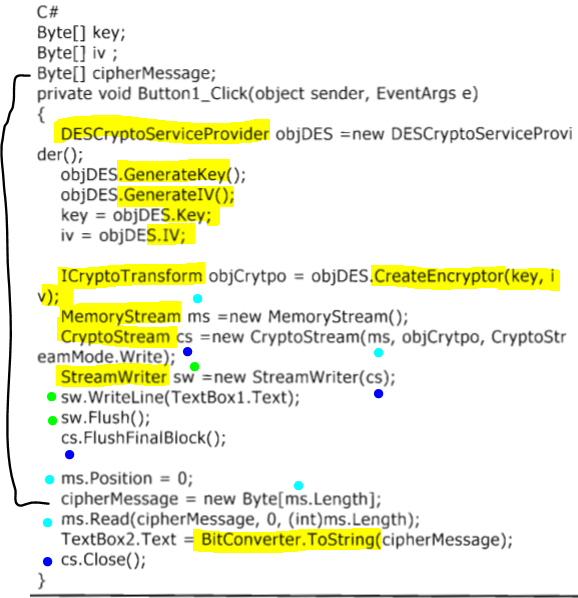 C#
Byte[] key;
Byte[] iv ;
Byte[] cipherMessage;
private void Button1_Click(object sender, EventArgs e)
{
DESCryptoServiceProvider objDES =new DESCryptoServiceProvi
der();
objDES.GenerateKey();
objDES.GenerateIV();
key = objDES.Key;
iv = objDES.IV;
ICryptoTransform objCrytpo = objDES.CreateEncryptor(key, i
v);
MemoryStream ms =new MemoryStream();
CryptoStream cs =new CryptoStream(ms, objCrytpo, CryptoStr
eamMode.Write);
StreamWriter sw =new StreamWriter(cs);
sw.WriteLine(TextBox1.Text);
sw.Flush();
cs.FlushFinalBlock();
ms.Position = 0;
cipherMessage = new Byte[ms.Length];
ms.Read(cipherMessage, 0, (int)ms.Length);
TextBox2.Text = BitConverter.ToString(cipherMessage);
cs.Close();
}